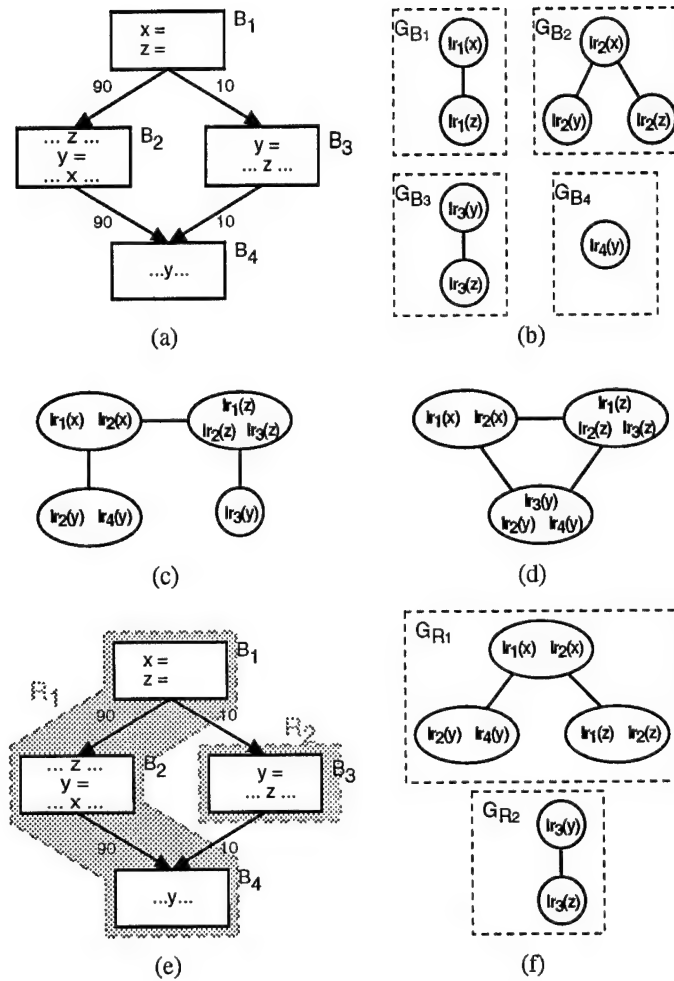 B1
x =
z =
90
10
... z ...
y =
... x ...
B2
y =
... z ...
B3
90
10
...y...
B4
(a)
GB1
lr1(x)
lr1(z)
GB2
lr2(x)
lr2(y)
lr2(z)
GB3
lr3(y)
lr3(z)
GB4
lr4(y)
(b)
lr1(x) lr2(x)
lr1(z)
lr2(z) lr3(z)
lr2(y) lr4(y)
lr3(y)
(c)
lr1(x) lr2(x)
lr1(z)
lr2(z) lr3(z)
lr3(y)
lr2(y) lr4(y)
(d)
R1
B1
x =
z =
90
10
R2
... z ...
y =
... x ...
B2
y =
... z ...
B3
90
10
...y...
B4
(e)
GR1
lr1(x) lr2(x)
lr2(y) lr4(y)
lr1(z) lr2(z)
GR2
lr3(y)
lr3(z)
(f)